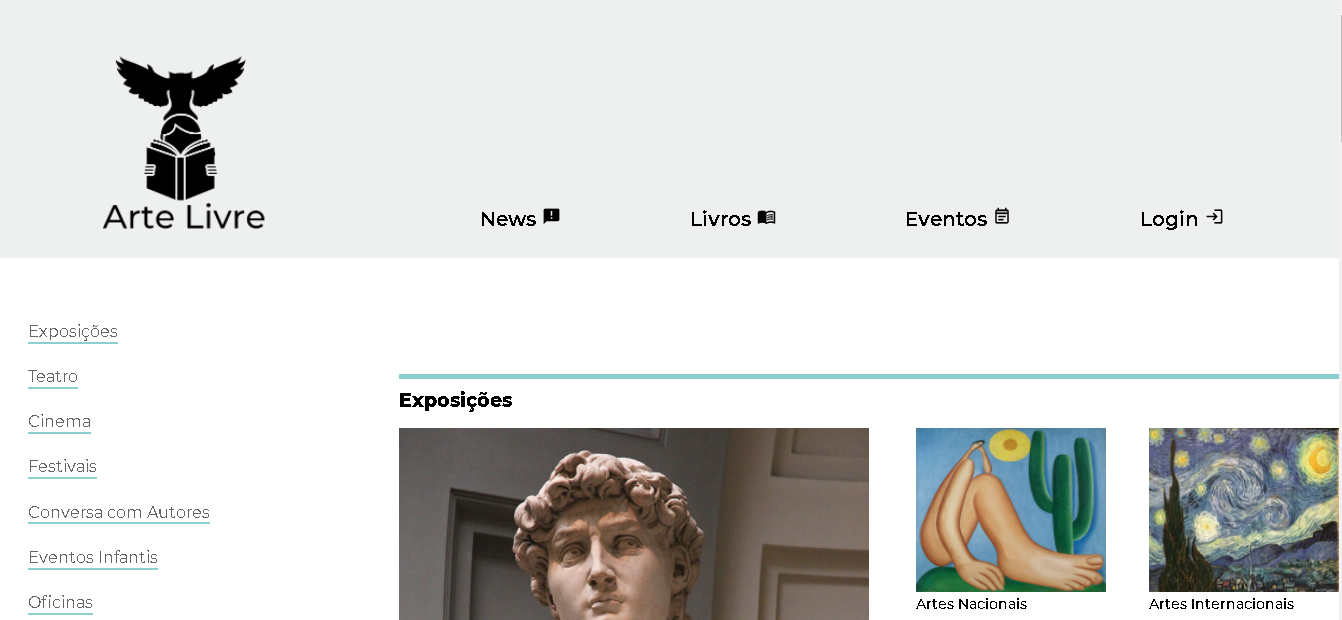 Arte Livre
News
Livros
Eventos
Login
Exposições
Teatro
Cinema
Festivais
Conversa com Autores
Eventos Infantis
Oficinas
Exposições
Artes Nacionais
Artes Internacionais